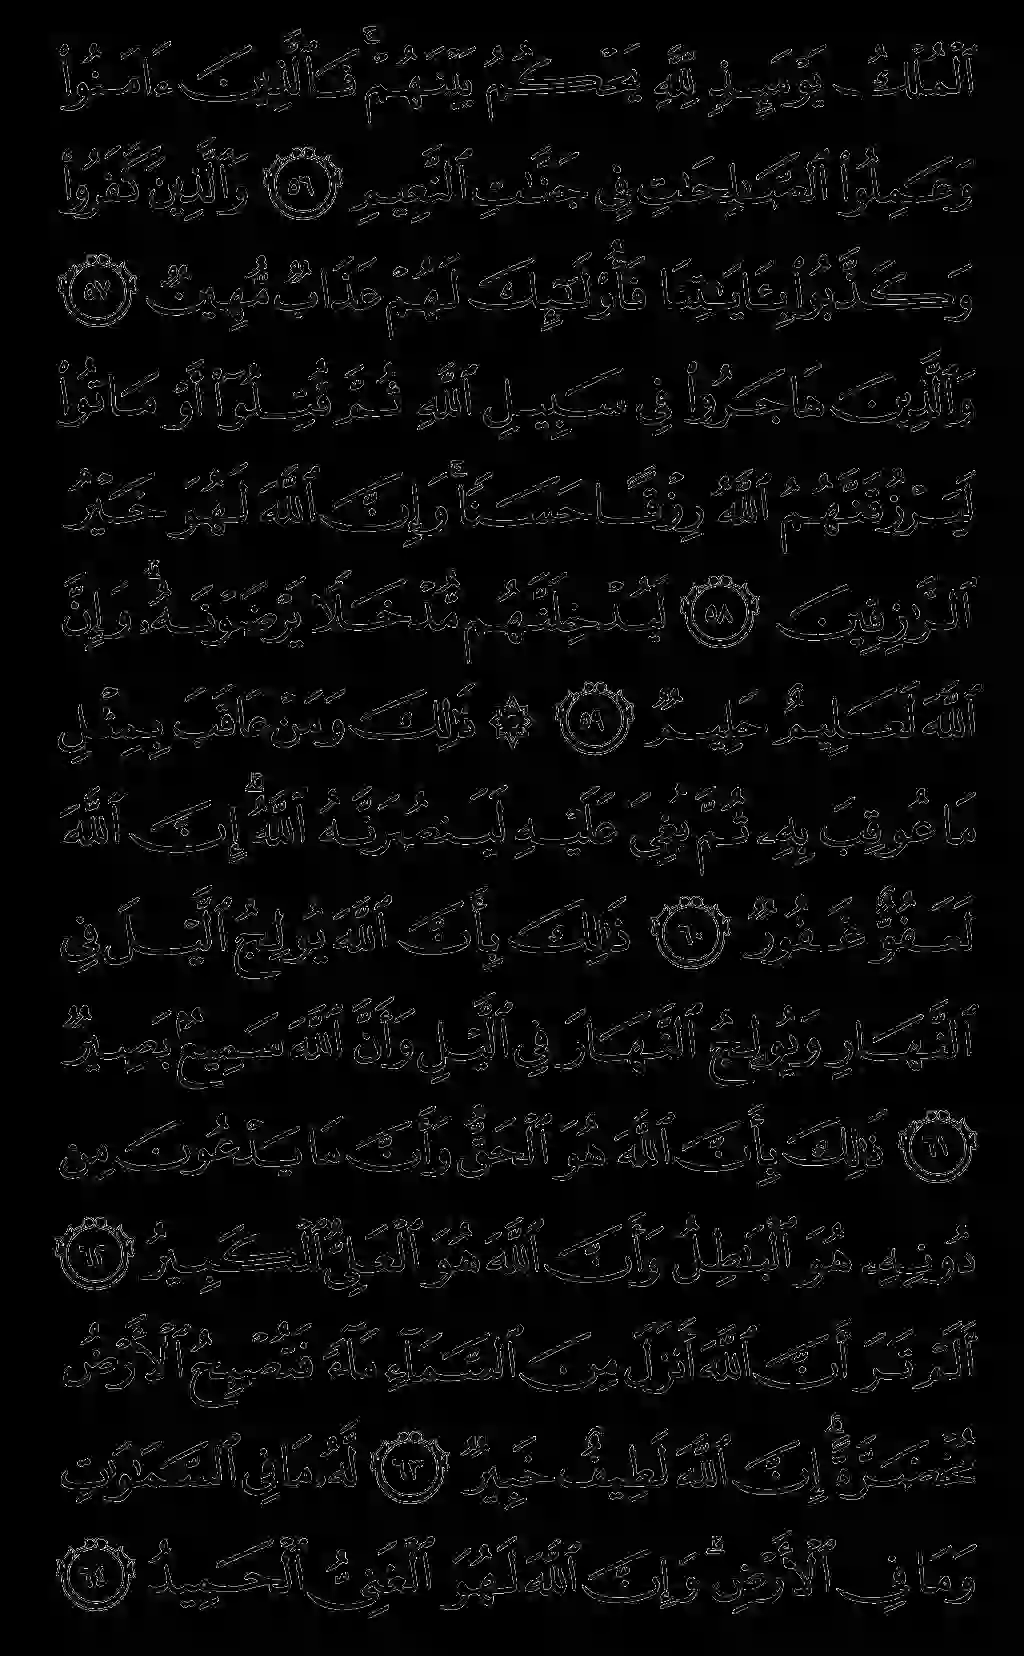 ٱلْمُلْكُ يَوْمَئِذٍ لِّلَّهِ يَحْكُمُ بَيْنَهُمْ ۚ فَٱلَّذِينَ ءَامَنُوا۟
وَعَمِلُوا۟ ٱلصَّـٰلِحَـٰتِ فِى جَنَّـٰتِ ٱلنَّعِيمِ ٥٦ وَٱلَّذِينَ كَفَرُوا۟
وَكَذَّبُوا۟ بِـَٔايَـٰتِنَا فَأُو۟لَـٰٓئِكَ لَهُمْ عَذَابٌ مُّهِينٌ ٥٧
وَٱلَّذِينَ هَاجَرُوا۟ فِى سَبِيلِ ٱللَّهِ ثُمَّ قُتِلُوٓا۟ أَوْ مَاتُوا۟
لَيَرْزُقَنَّهُمُ ٱللَّهُ رِزْقًا حَسَنًا ۚ وَإِنَّ ٱللَّهَ لَهُوَ خَيْرُ
ٱلرَّٰزِقِينَ ٥٨ لَيُدْخِلَنَّهُم مُّدْخَلًا يَرْضَوْنَهُۥ ۗ وَإِنَّ
ٱللَّهَ لَعَلِيمٌ حَلِيمٌ ٥٩ ۞ ذَٰلِكَ وَمَنْ عَاقَبَ بِمِثْلِ
مَا عُوقِبَ بِهِۦ ثُمَّ بُغِىَ عَلَيْهِ لَيَنصُرَنَّهُ ٱللَّهُ ۗ إِنَّ ٱللَّهَ
لَعَفُوٌّ غَفُورٌ ٦٠ ذَٰلِكَ بِأَنَّ ٱللَّهَ يُولِجُ ٱلَّيْلَ فِى
ٱلنَّهَارِ وَيُولِجُ ٱلنَّهَارَ فِى ٱلَّيْلِ وَأَنَّ ٱللَّهَ سَمِيعٌۢ بَصِيرٌ
٦١ ذَٰلِكَ بِأَنَّ ٱللَّهَ هُوَ ٱلْحَقُّ وَأَنَّ مَا يَدْعُونَ مِن
دُونِهِۦ هُوَ ٱلْبَـٰطِلُ وَأَنَّ ٱللَّهَ هُوَ ٱلْعَلِىُّ ٱلْكَبِيرُ ٦٢
أَلَمْ تَرَ أَنَّ ٱللَّهَ أَنزَلَ مِنَ ٱلسَّمَآءِ مَآءً فَتُصْبِحُ ٱلْأَرْضُ
مُخْضَرَّةً ۗ إِنَّ ٱللَّهَ لَطِيفٌ خَبِيرٌ ٦٣ لَّهُۥ مَا فِى ٱلسَّمَـٰوَٰتِ
وَمَا فِى ٱلْأَرْضِ ۗ وَإِنَّ ٱللَّهَ لَهُوَ ٱلْغَنِىُّ ٱلْحَمِيدُ ٦٤